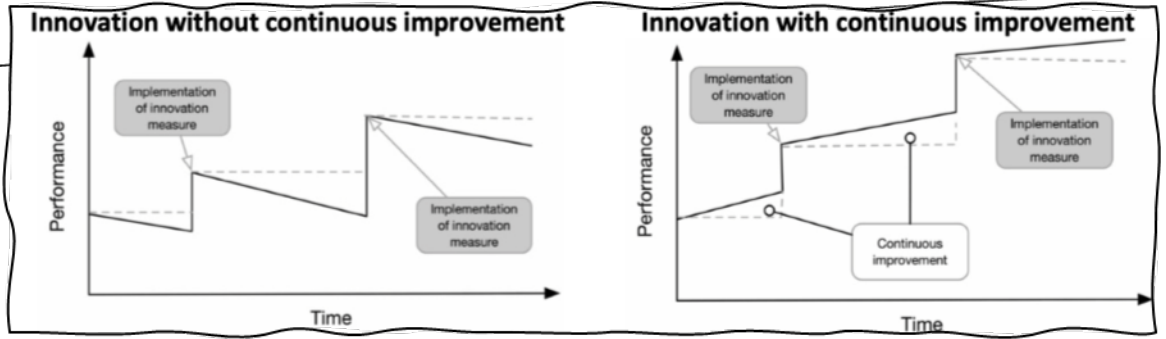 Innovation without continuous improvement
Implementation
of innovation
measure
Implementation
of innovation
measure
Performance
Time
Innovation with continuous improvement
Implementation
of innovation
measure
Implementation
of innovation
measure
Continuous
improvement
Performance
Time